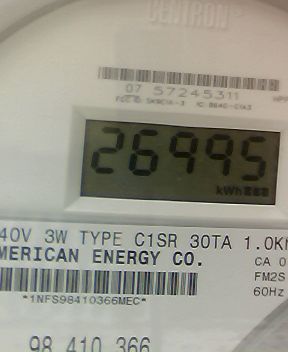 CENTRON
07 57245311
26995
kWh
40V 3W TYPE C1SR 30TA 1.0K
MERICAN ENERGY CO.
CA 0
FM2S
*1NFS98410366MEC*
60Hz
98 410 366